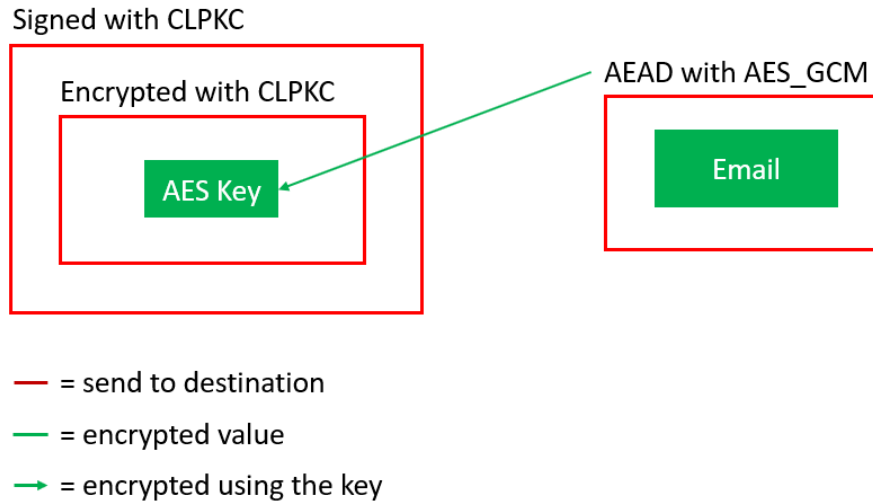 Signed with CLPKC
Encrypted with CLPKC
AEAD with AES_GCM
AES Key
Email
= send to destination
= encrypted value
= encrypted using the key